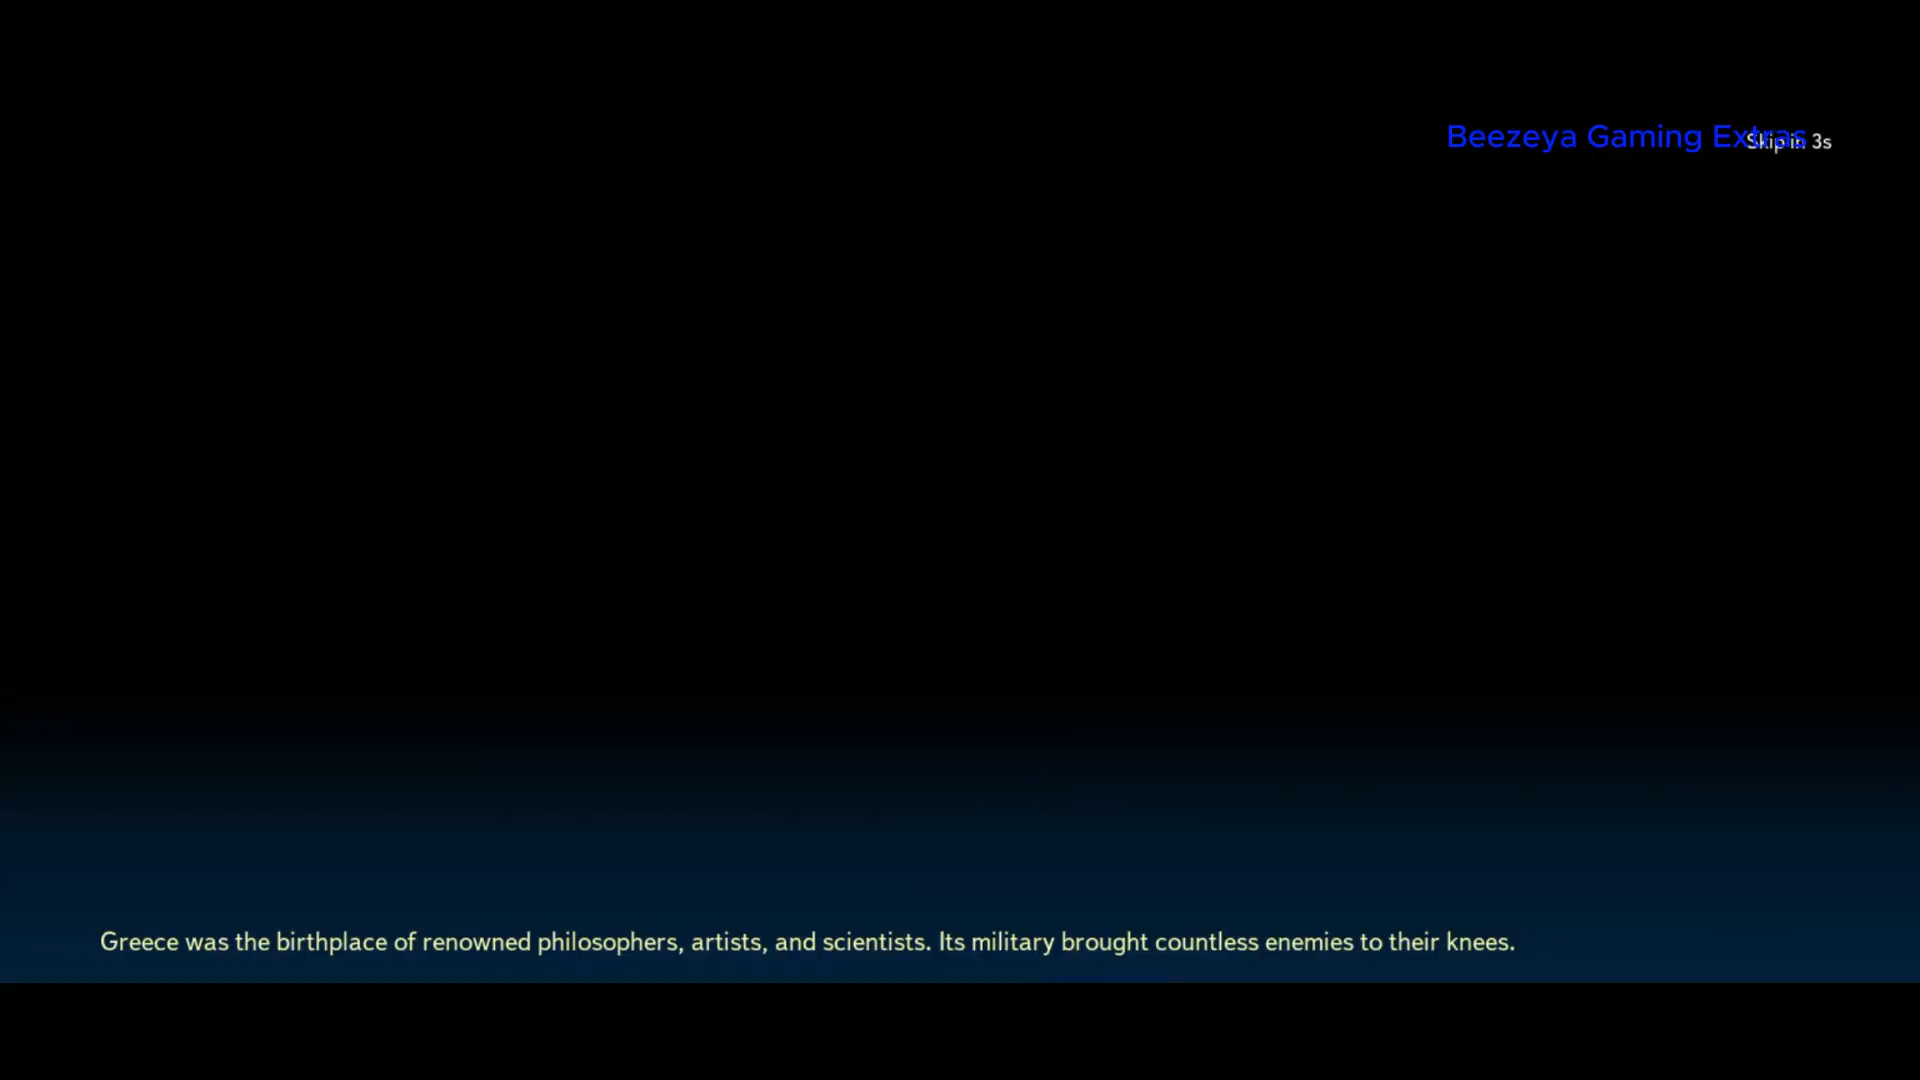 Beezeya Gaming Extras
Skip in 3s
Greece was the birthplace of renowned philosophers, artists, and scientists. Its military brought countless enemies to their knees.